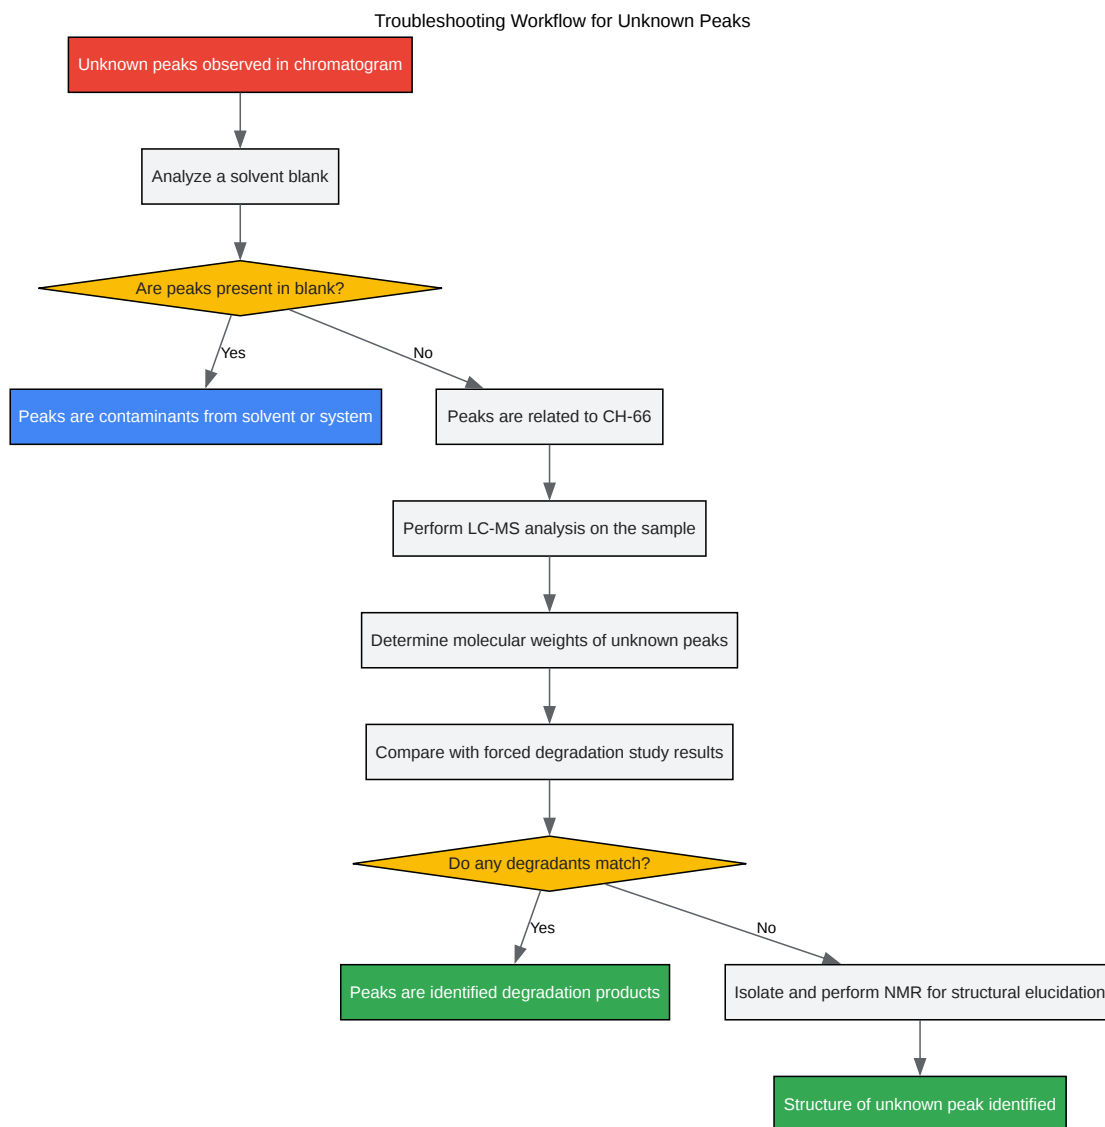 Troubleshooting Workflow for Unknown Peaks
Unknown peaks observed in chromatogram
Analyze a solvent blank
Are peaks present in blank?
Yes
No
Peaks are contaminants from solvent or system
Peaks are related to CH-66
Perform LC-MS analysis on the sample
Determine molecular weights of unknown peaks
Compare with forced degradation study results
Do any degradants match?
Yes
No
Peaks are identified degradation products
Isolate and perform NMR for structural elucidation
Structure of unknown peak identified